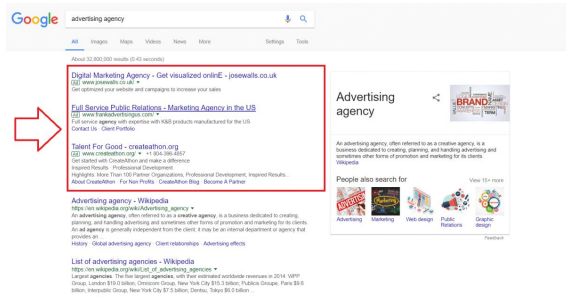 Google
advertising agency
All Images Maps Videos News More Settings Tools
About 32,800,000 results (0.43 seconds)
Digital Marketing Agency - Get visualized onlinE - josewalls.co.uk
Ad www.josewalls.co.uk/
Get optimized your website and campaigns to increase your sales
Full Service Public Relations - Marketing Agency in the US
Ad www.frankadvertisingus.com/
Full service agency with expertise with K&B products manufactured for the US
Contact Us · Client Portfolio
Talent For Good - createathon.org
Ad www.createathon.org/ +1 804-396-4657
Get started with CreateAthon and make a difference
Inspired Results · Professional Development
Highlights: More Than 100 Partner Organizations, Professional Development, Inspired Results...
About CreateAthon · For Non Profits · CreateAthon Blog · Become A Partner
Advertising agency - Wikipedia
https://en.wikipedia.org/wiki/Advertising_agency
An advertising agency, often referred to as a creative agency, is a business dedicated to creating,
planning, and handling advertising and sometimes other forms of promotion and marketing for its clients.
An ad agency is generally independent from the client; it may be an internal department or agency that
provides an ...
History · Global advertising agency · Client relationships · Advertising effects
List of advertising agencies - Wikipedia
https://en.wikipedia.org/wiki/List_of_advertising_agencies
Largest agencies. The five largest agencies, with their estimated worldwide revenues in 2014: WPP
Group, London $19.0 billion; Omnicom Group, New York City $15.3 billion; Publicis Groupe, Paris $9.6
billion; Interpublic Group, New York City $7.5 billion; Dentsu, Tokyo $6.0 billion ...
Advertising
agency
BRAND
ASSET
TERM
An advertising agency, often referred to as a creative agency, is a
business dedicated to creating, planning, and handling advertising and
sometimes other forms of promotion and marketing for its clients.
Wikipedia
People also search for
View 15+ more
ADVERTISE
Marketing
Advertising
Marketing
Web design
Public
Relations
Graphic
design
Feedback